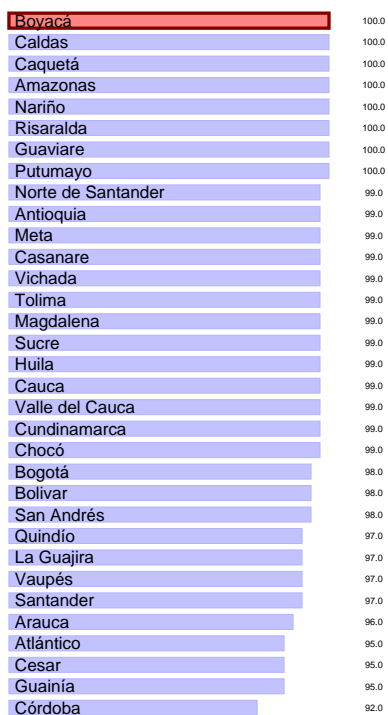 Boyacá 100.0
Caldas 100.0
Caquetá 100.0
Amazonas 100.0
Nariño 100.0
Risaralda 100.0
Guaviare 100.0
Putumayo 100.0
Norte de Santander 99.0
Antioquia 99.0
Meta 99.0
Casanare 99.0
Vichada 99.0
Tolima 99.0
Magdalena 99.0
Sucre 99.0
Huila 99.0
Cauca 99.0
Valle del Cauca 99.0
Cundinamarca 99.0
Chocó 99.0
Bogotá 98.0
Bolivar 98.0
San Andrés 98.0
Quindío 97.0
La Guajira 97.0
Vaupés 97.0
Santander 97.0
Arauca 96.0
Atlántico 95.0
Cesar 95.0
Guainía 95.0
Córdoba 92.0